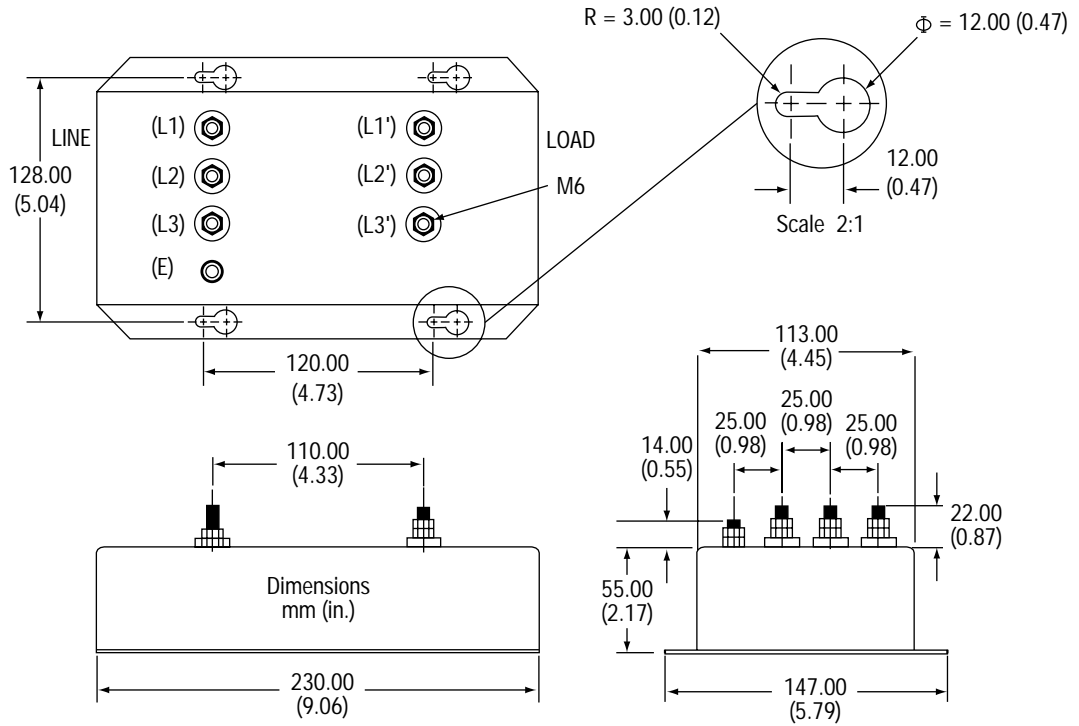 R = 3.00 (0.12)
Φ = 12.00 (0.47)
12.00
(0.47)
Scale 2:1
LINE
LOAD
(L1)
(L1')
(L2)
(L2')
M6
(L3)
(L3')
(E)
128.00
(5.04)
120.00
(4.73)
110.00
(4.33)
Dimensions
mm (in.)
230.00
(9.06)
113.00
(4.45)
25.00
(0.98)
25.00
(0.98)
25.00
(0.98)
14.00
(0.55)
22.00
(0.87)
55.00
(2.17)
147.00
(5.79)